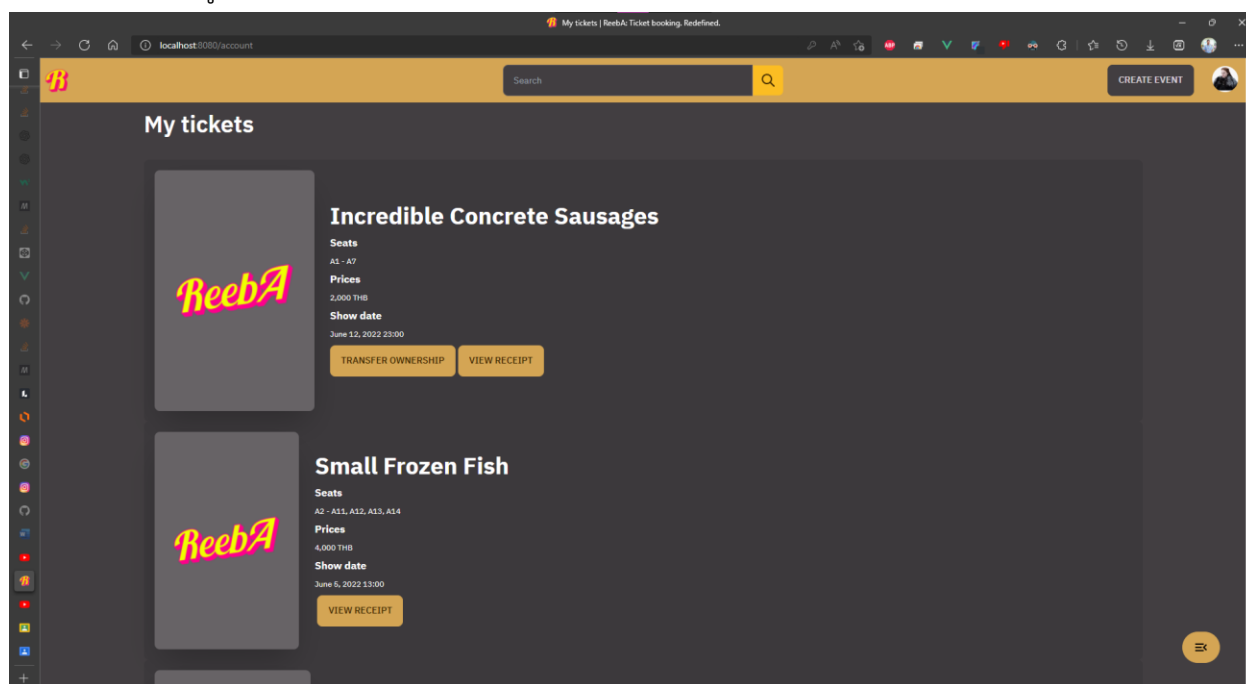 My tickets | ReebA: Ticket booking. Redefined.
localhost:8080/account
B
Search
CREATE EVENT
My tickets
ReebA
Incredible Concrete Sausages
Seats
A1 - A7
Prices
2,000 THB
Show date
June 12, 2022 23:00
TRANSFER OWNERSHIP VIEW RECEIPT
ReebA
Small Frozen Fish
Seats
A2 - A11, A12, A13, A14
Prices
4,000 THB
Show date
June 5, 2022 13:00
VIEW RECEIPT